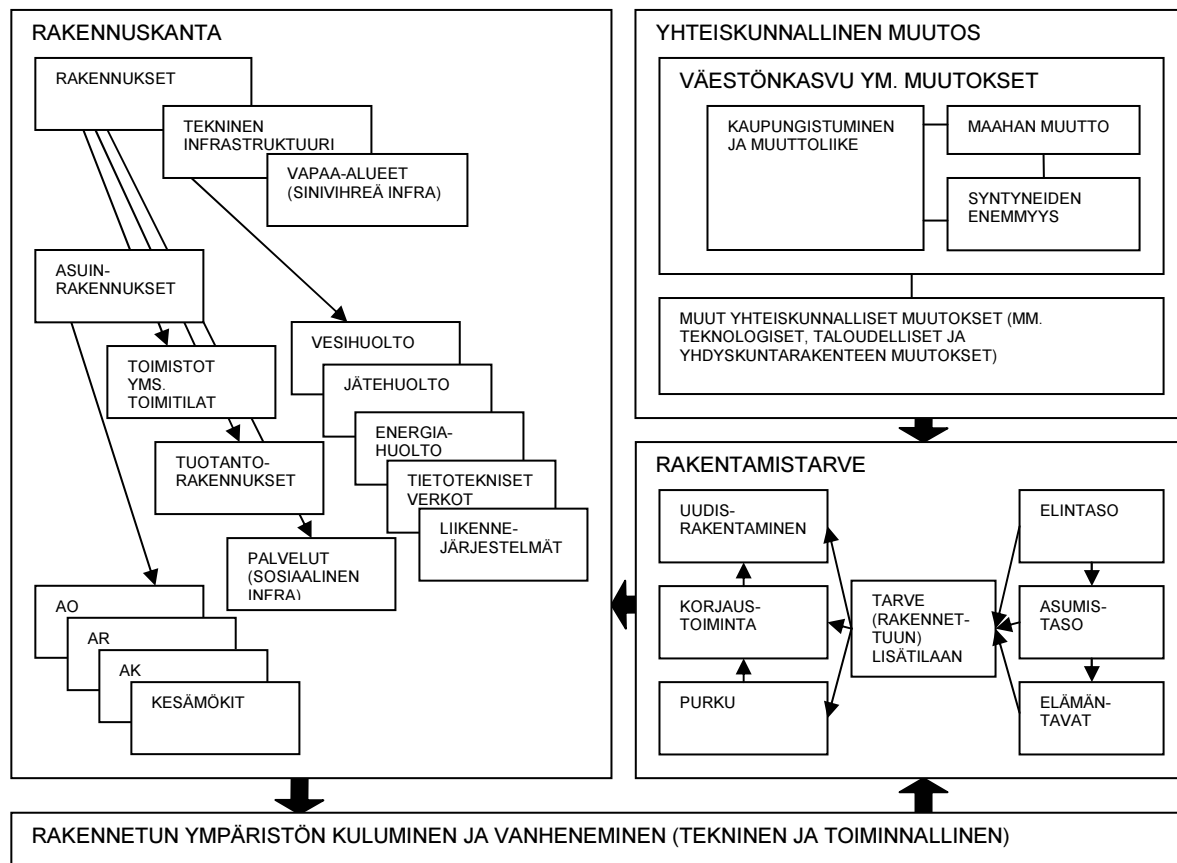 RAKENNUSKANTA
RAKENNUKSET
TEKNINEN
INFRASTRUKTUURI
VAPAA-ALUEET
(SINIVIHREÄ INFRA)
ASUIN-
RAKENNUKSET
TOIMISTOT
YMS.
TOIMITILAT
TUOTANTO-
RAKENNUKSET
PALVELUT
(SOSIAALINEN
INFRA)
VESIHUOLTO
JÄTEHUOLTO
ENERGIA-
HUOLTO
TIETOTEKNISET
VERKOT
LIIKENNE-
JÄRJESTELMÄT
AO
AR
AK
KESÄMÖKIT
YHTEISKUNNALLINEN MUUTOS
VÄESTÖNKASVU YM. MUUTOKSET
KAUPUNGISTUMINEN
JA MUUTTOLIIKE
MAAHAN MUUTTO
SYNTYNEIDEN
ENEMMYYS
MUUT YHTEISKUNNALLISET MUUTOKSET (MM.
TEKNOLOGISET, TALOUDELLISET JA
YHDYSKUNTARAKENTEEN MUUTOKSET)
RAKENTAMISTARVE
UUDIS-
RAKENTAMINEN
KORJAUS-
TOIMINTA
PURKU
TARVE
(RAKENNET-
TUUN)
LISÄTILAAN
ELINTASO
ASUMIS-
TASO
ELÄMÄN-
TAVAT
RAKENNETUN YMPÄRISTÖN KULUMINEN JA VANHENEMINEN (TEKNINEN JA TOIMINNALLINEN)